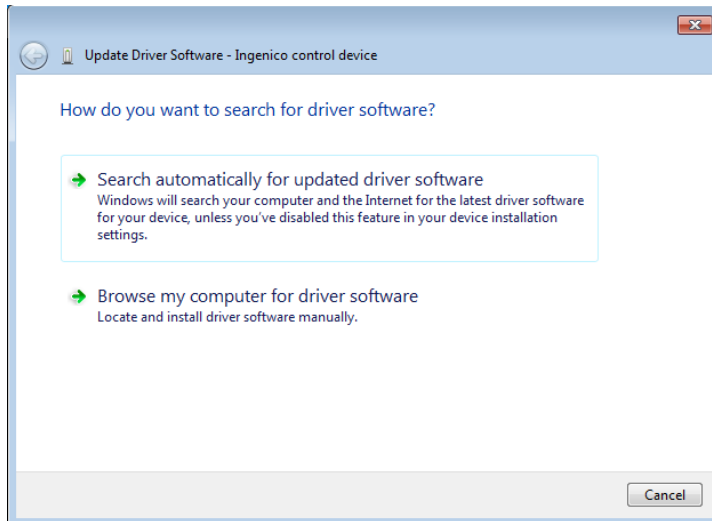 Update Driver Software - Ingenico control device
How do you want to search for driver software?
Search automatically for updated driver software
Windows will search your computer and the Internet for the latest driver software
for your device, unless you've disabled this feature in your device installation
settings.
Browse my computer for driver software
Locate and install driver software manually.
Cancel